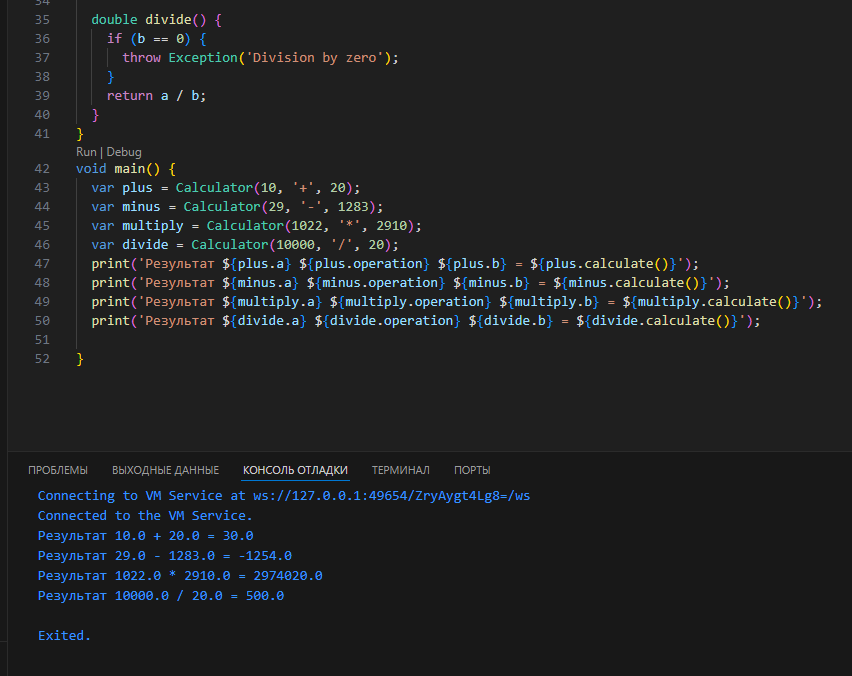 34
35 double divide() {
36 if (b == 0) {
37 throw Exception('Division by zero');
38 }
39 return a / b;
40 }
41 }
Run | Debug
42 void main() {
43 var plus = Calculator(10, '+', 20);
44 var minus = Calculator(29, '-', 1283);
45 var multiply = Calculator(1022, '*', 2910);
46 var divide = Calculator(10000, '/', 20);
47 print('Результат ${plus.a} ${plus.operation} ${plus.b} = ${plus.calculate()}');
48 print('Результат ${minus.a} ${minus.operation} ${minus.b} = ${minus.calculate()}');
49 print('Результат ${multiply.a} ${multiply.operation} ${multiply.b} = ${multiply.calculate()}');
50 print('Результат ${divide.a} ${divide.operation} ${divide.b} = ${divide.calculate()}');
51
52 }
ПРОБЛЕМЫ ВЫХОДНЫЕ ДАННЫЕ КОНСОЛЬ ОТЛАДКИ ТЕРМИНАЛ ПОРТЫ
Connecting to VM Service at ws://127.0.0.1:49654/ZryAygt4Lg8=/ws
Connected to the VM Service.
Результат 10.0 + 20.0 = 30.0
Результат 29.0 - 1283.0 = -1254.0
Результат 1022.0 * 2910.0 = 2974020.0
Результат 10000.0 / 20.0 = 500.0
Exited.